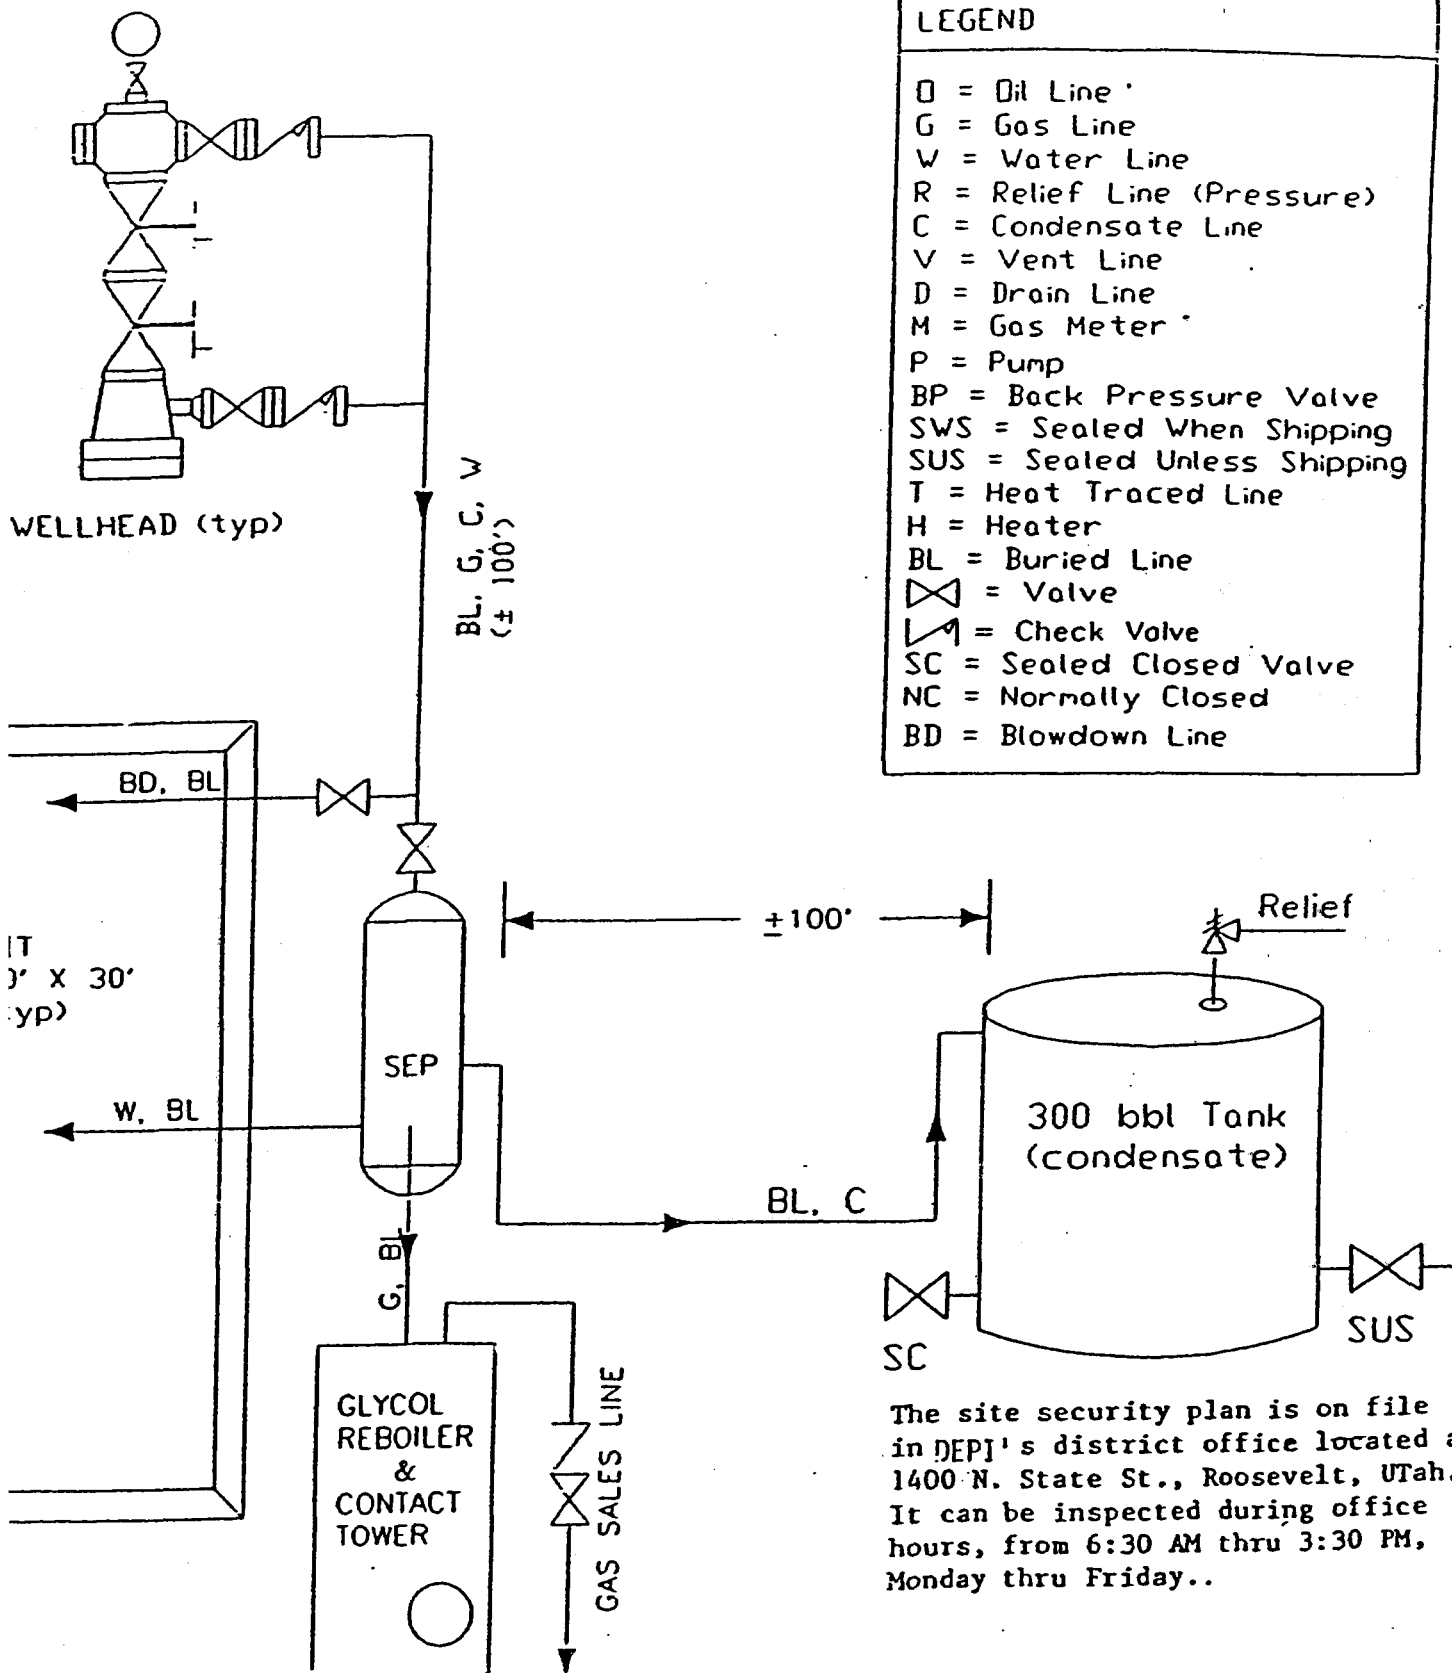 LEGEND
O = Oil Line
G = Gas Line
W = Water Line
R = Relief Line (Pressure)
C = Condensate Line
V = Vent Line
D = Drain Line
M = Gas Meter
P = Pump
BP = Back Pressure Valve
SWS = Sealed When Shipping
SUS = Sealed Unless Shipping
T = Heat Traced Line
H = Heater
BL = Buried Line
= Valve
= Check Valve
SC = Sealed Closed Valve
NC = Normally Closed
BD = Blowdown Line
WELLHEAD (typ)
BL, G, C, W
(± 100')
BD, BL
±100'
Relief
X 30'
SEP
W, BL
300 bbl Tank
(condensate)
BL, C
G, BL
SC
SUS
GLYCOL
REBOILER
&
CONTACT
TOWER
GAS SALES LINE
The site security plan is on file
in DEPI's district office located
1400 N. State St., Roosevelt, UTah.
It can be inspected during office
hours, from 6:30 AM thru 3:30 PM,
Monday thru Friday..